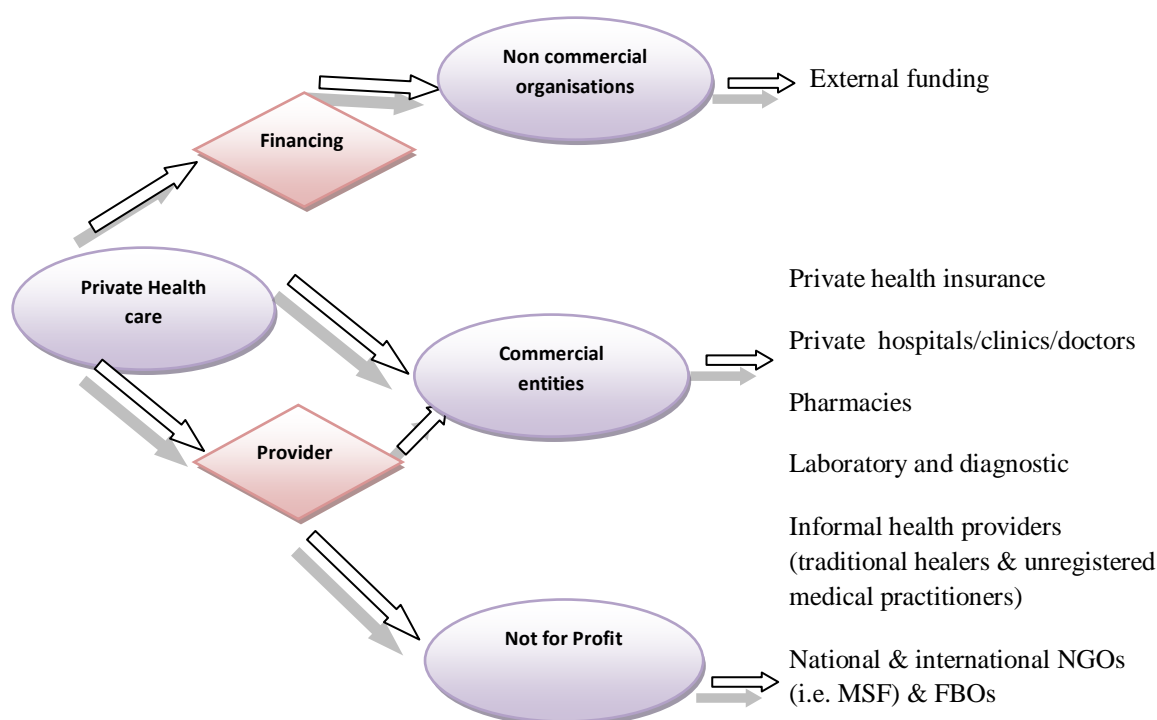 Non commercial
organisations
External funding
Financing
Private Health
care
Private health insurance
Private hospitals/clinics/doctors
Commercial
entities
Pharmacies
Provider
Laboratory and diagnostic
Informal health providers
(traditional healers & unregistered
medical practitioners)
Not for Profit
National & international NGOs
(i.e. MSF) & FBOs